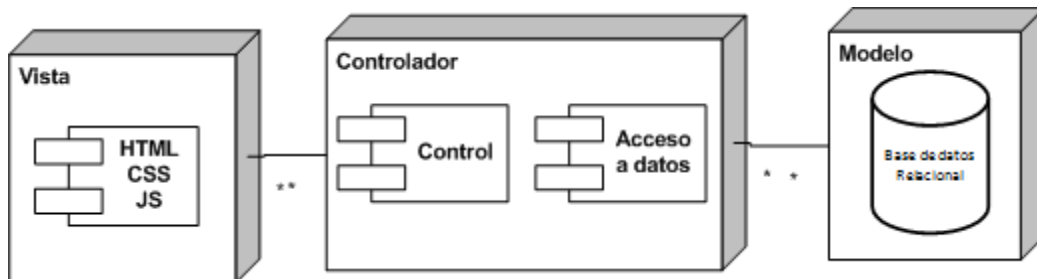 Vista
HTML
CSS
JS
**
Controlador
Control
Acceso
a datos
* *
Modelo
Base de datos
Relacional